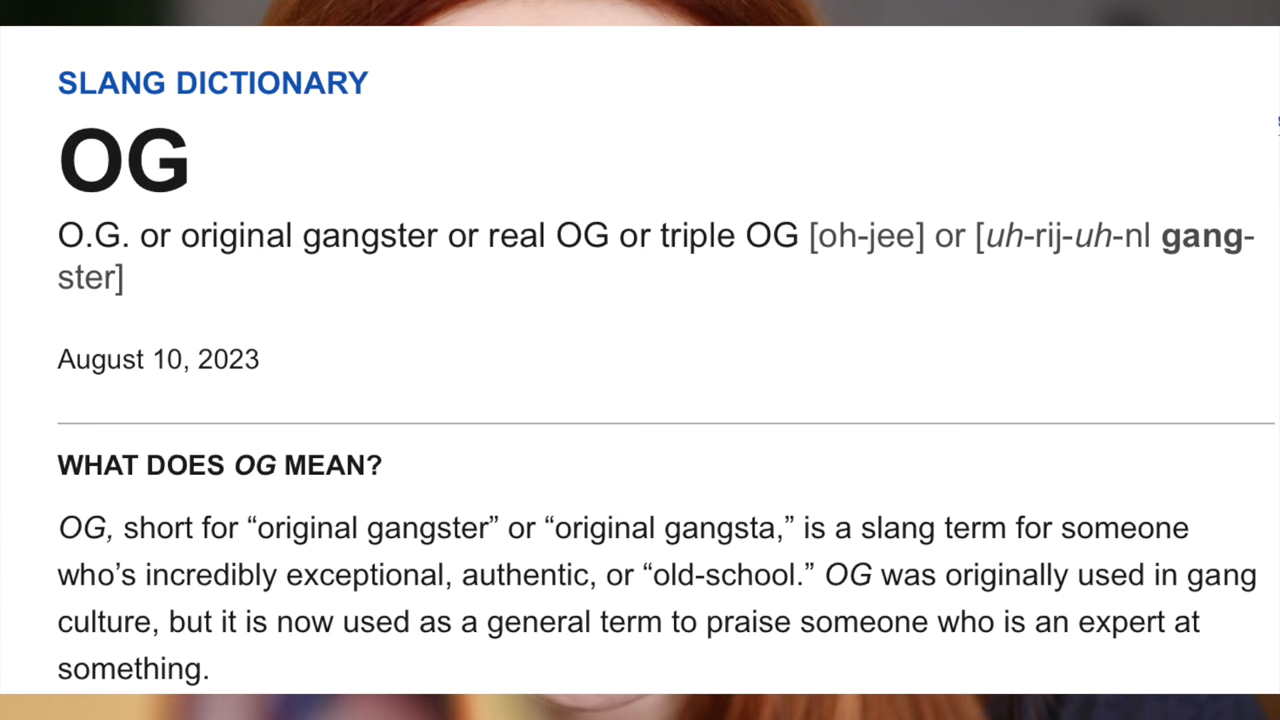 SLANG DICTIONARY
OG
O.G. or original gangster or real OG or triple OG [oh-jee] or [uh-rij-uh-nl gang-
ster]
August 10, 2023
WHAT DOES OG MEAN?
OG, short for “original gangster” or “original gangsta,” is a slang term for someone
who’s incredibly exceptional, authentic, or “old-school.” OG was originally used in gang
culture, but it is now used as a general term to praise someone who is an expert at
something.